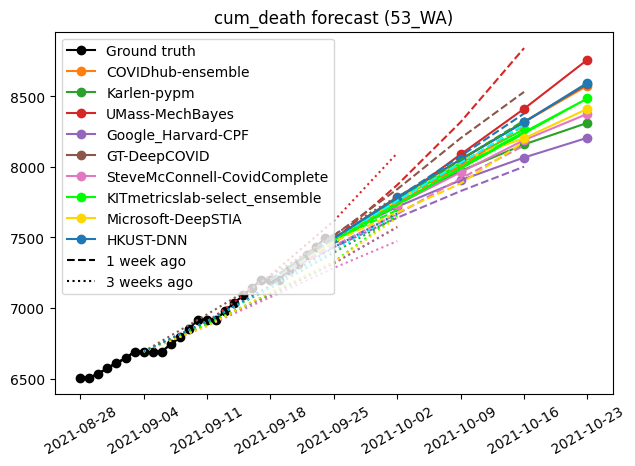 cum_death forecast (53_WA)
Ground truth
COVIDhub-ensemble
Karlen-pypm
UMass-MechBayes
Google_Harvard-CPF
GT-DeepCOVID
SteveMcConnell-CovidComplete
KITmetricslab-select_ensemble
Microsoft-DeepSTIA
HKUST-DNN
1 week ago
3 weeks ago
8500
8000
7500
7000
6500
2021-08-28
2021-09-04
2021-09-11
2021-09-18
2021-09-25
2021-10-02
2021-10-09
2021-10-16
2021-10-23